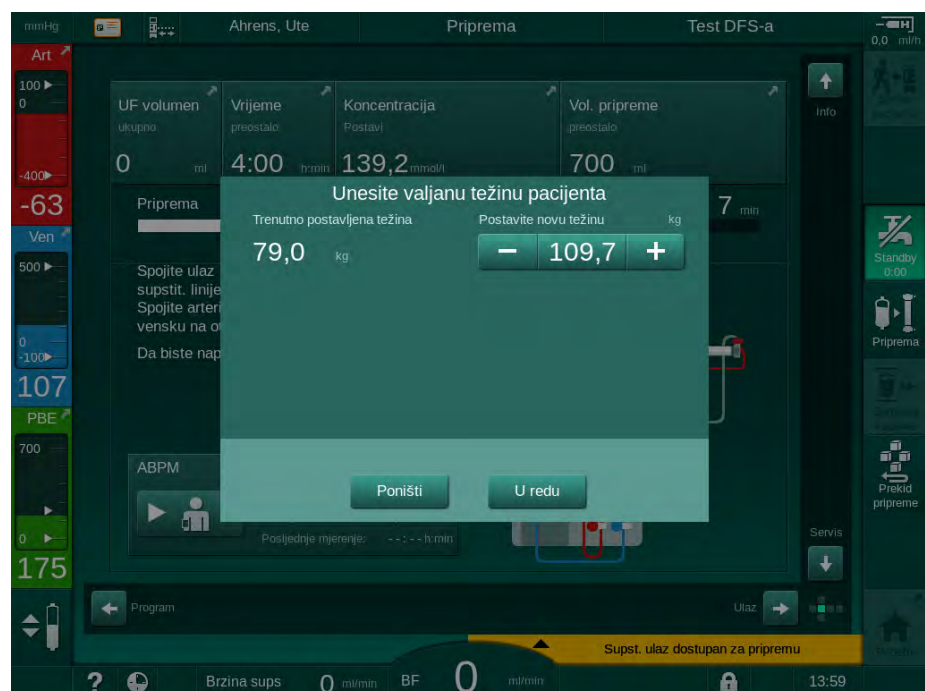 mmHg
Ahrens, Ute
Priprema
Test DFS-a
0,0 ml/h
Art
100
0
-400
-63
Ven
500
0
-100
107
PBE
700
0
175
UF volumen
ukupno
0 ml
Vrijeme
preostalo
4:00 h:min
Koncentracija
Postavi
139,2 mmol/l
Vol. pripreme
preostalo
700 ml
Info
Priprema
7 min
Unesite valjanu težinu pacijenta
Trenutno postavljena težina
79,0 kg
Postavite novu težinu kg
− 109,7 +
Spojite ulaz
supstit. linije
Spojite arteri
vensku na o
Da biste nap
Poništi
U redu
ABPM
Posljednje mjerenje: --:-- h:min
Servis
Standby
0:00
Priprema
Prekid
pripreme
Program
Ulaz
Supst. ulaz dostupan za pripremu
?
Brzina sups 0 ml/min
BF 0 ml/min
13:59